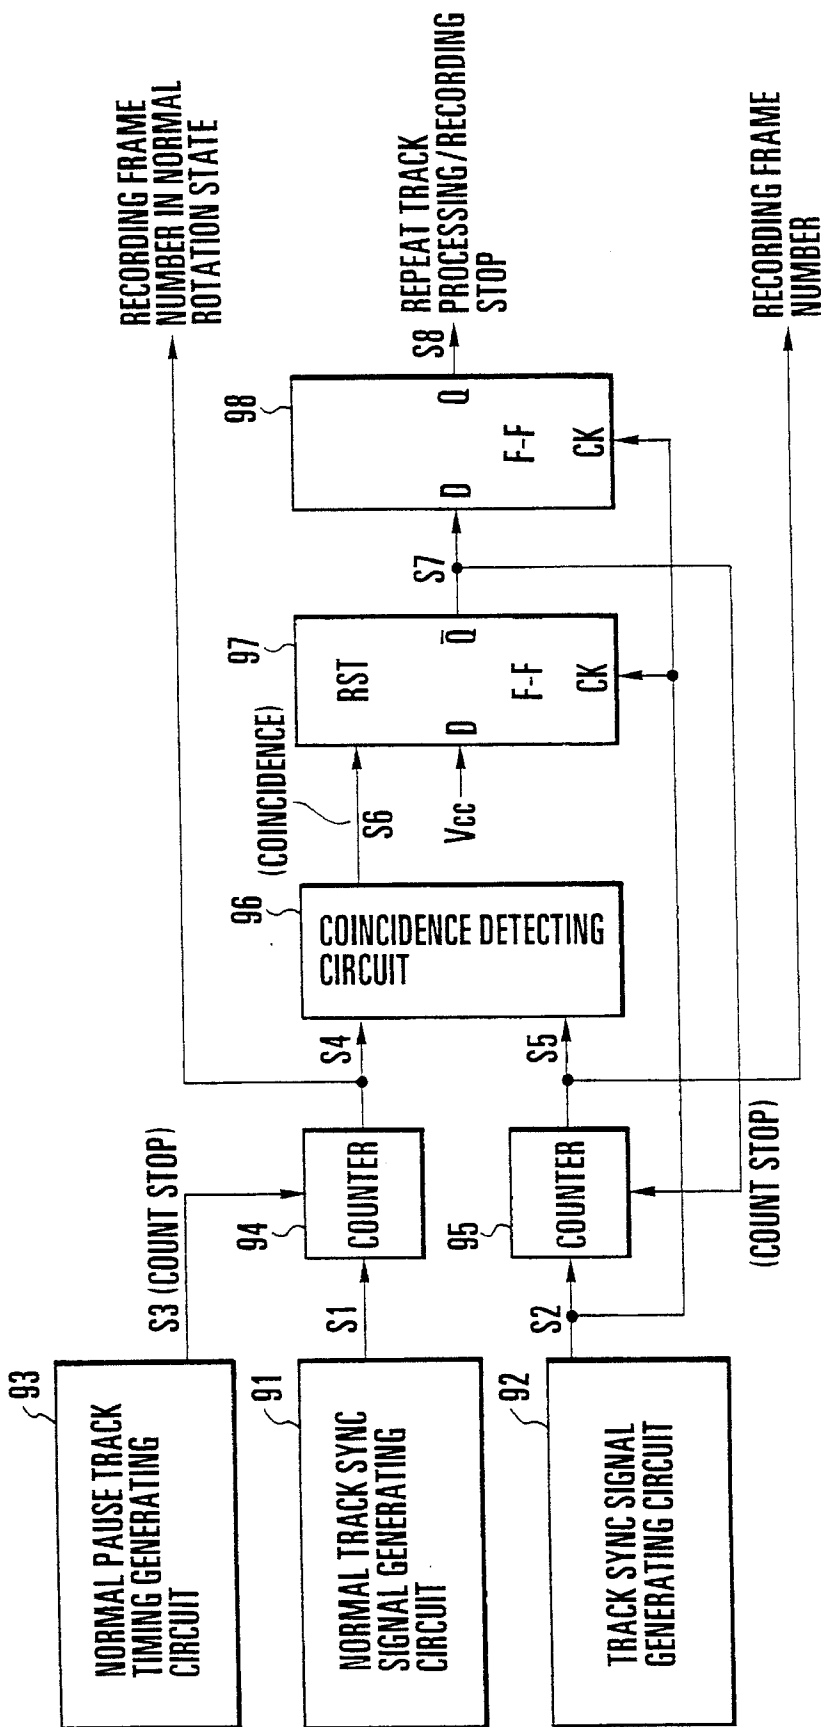 93
NORMAL PAUSE TRACK
TIMING GENERATING
CIRCUIT
S3 (COUNT STOP)
91
NORMAL TRACK SYNC
SIGNAL GENERATING
CIRCUIT
S1
94
COUNTER
S4
RECORDING FRAME
NUMBER IN NORMAL
ROTATION STATE
92
TRACK SYNC SIGNAL
GENERATING CIRCUIT
S2
95
COUNTER
S5
(COUNT STOP)
96
COINCIDENCE DETECTING
CIRCUIT
(COINCIDENCE)
S6
Vcc
97
RST
D
Q̅
F-F
CK
S7
98
D
Q
F-F
CK
S8
REPEAT TRACK
PROCESSING/RECORDING
STOP
RECORDING FRAME
NUMBER